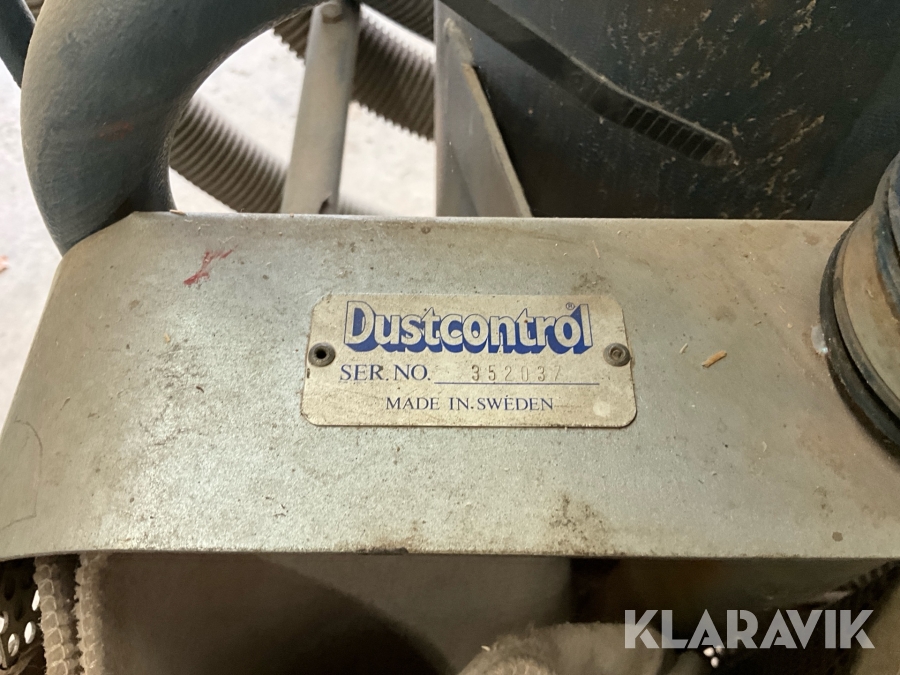 Dustcontrol®
SER. NO. 352037
MADE IN SWEDEN
KLARAVIK